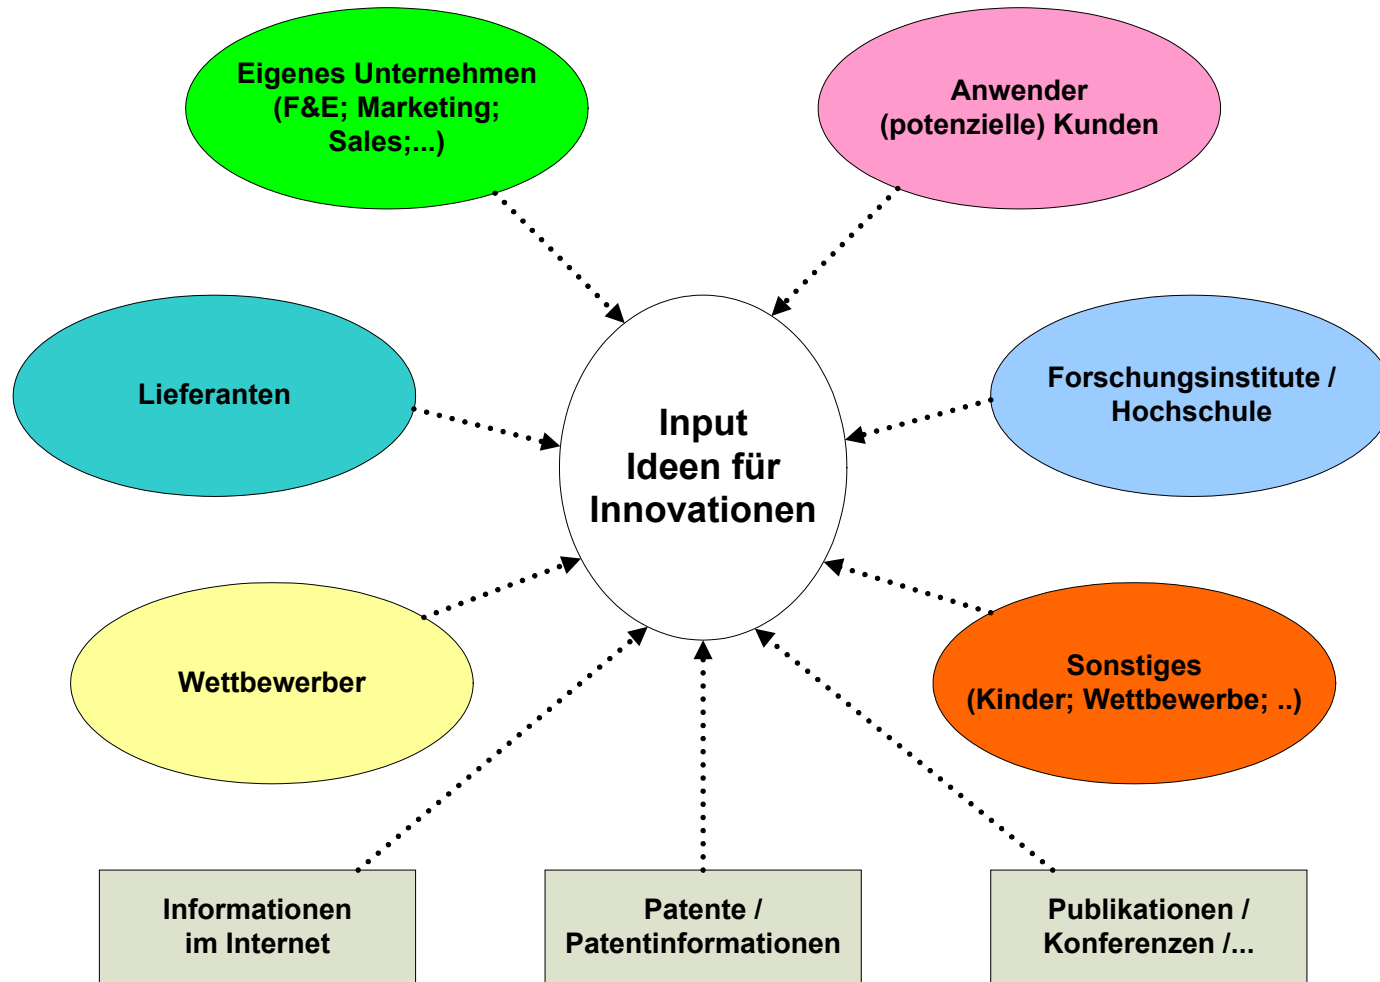 Eigenes Unternehmen
(F&E; Marketing;
Sales;...)
Anwender
(potenzielle) Kunden
Lieferanten
Forschungsinstitute /
Hochschule
Input
Ideen für
Innovationen
Wettbewerber
Sonstiges
(Kinder; Wettbewerbe; ..)
Informationen
im Internet
Patente /
Patentinformationen
Publikationen /
Konferenzen /...